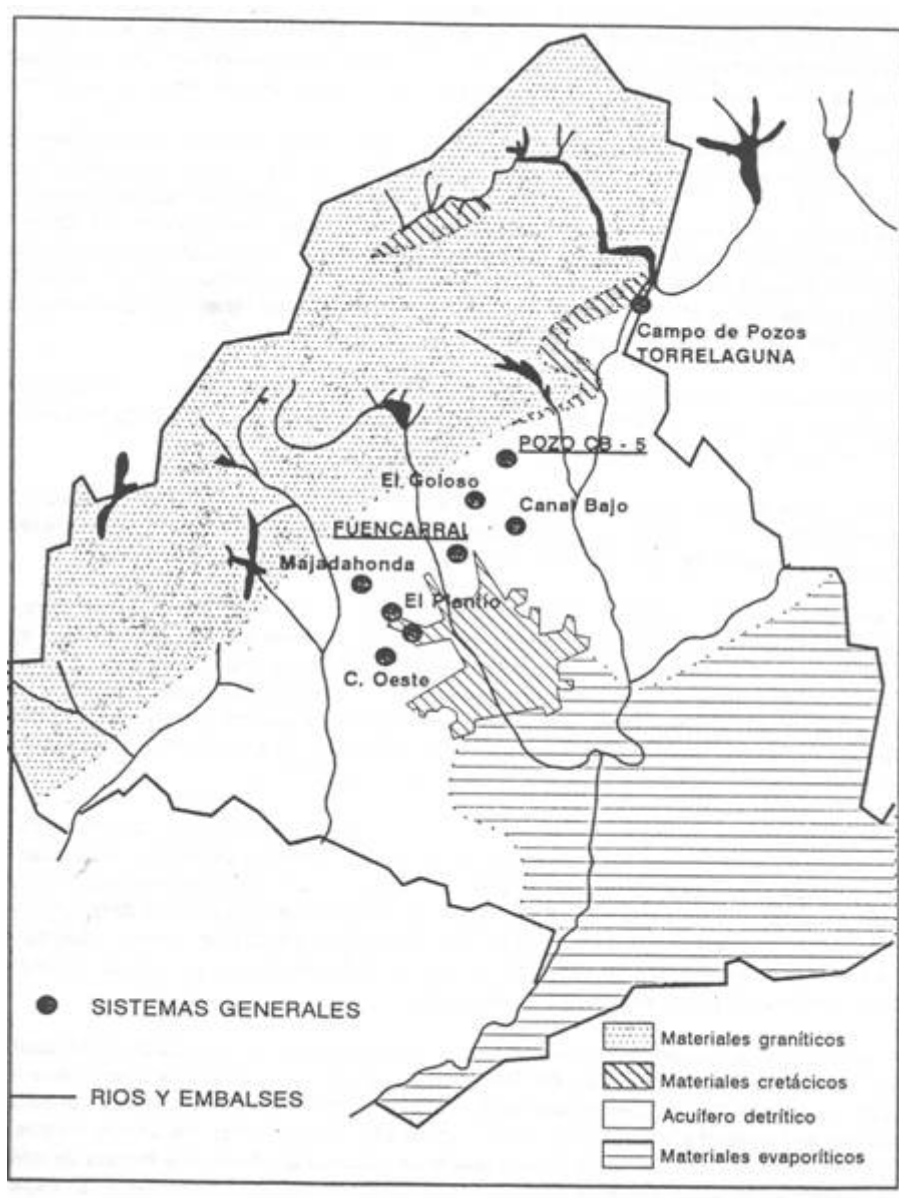 Campo de Pozos
TORRELAGUNA
POZO CB - 5
El Goloso
Canal Bajo
FUENCARRAL
Majadahonda
El Plantío
C. Oeste
SISTEMAS GENERALES
RIOS Y EMBALSES
Materiales graníticos
Materiales cretácicos
Acuífero detrítico
Materiales evaporíticos